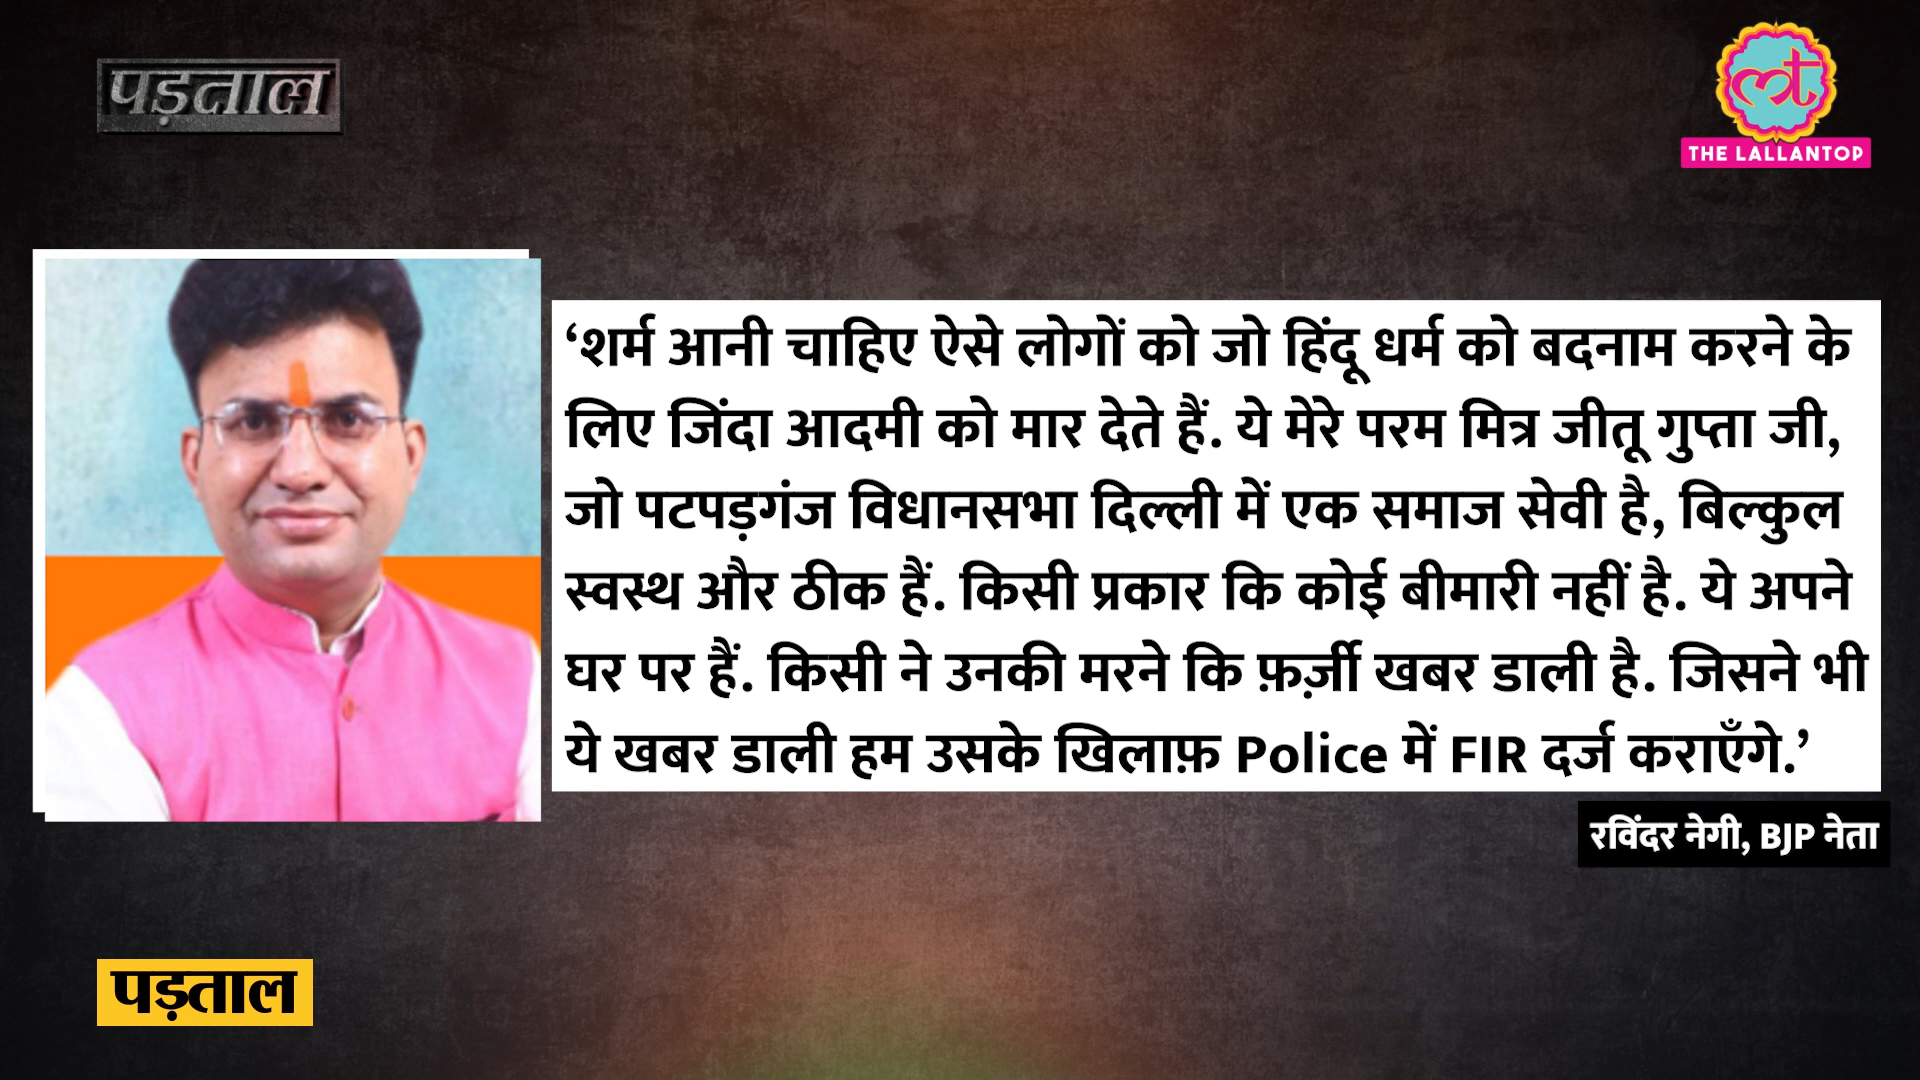 पड़ताल
THE LALLANTOP
‘शर्म आनी चाहिए ऐसे लोगों को जो हिंदू धर्म को बदनाम करने के
लिए जिंदा आदमी को मार देते हैं. ये मेरे परम मित्र जीतू गुप्ता जी,
जो पटपड़गंज विधानसभा दिल्ली में एक समाज सेवी है, बिल्कुल
स्वस्थ और ठीक हैं. किसी प्रकार कि कोई बीमारी नहीं है. ये अपने
घर पर हैं. किसी ने उनकी मरने कि फ़र्ज़ी खबर डाली है. जिसने भी
ये खबर डाली हम उसके खिलाफ़ Police में FIR दर्ज कराएँगे.’
रविंदर नेगी, BJP नेता
पड़ताल